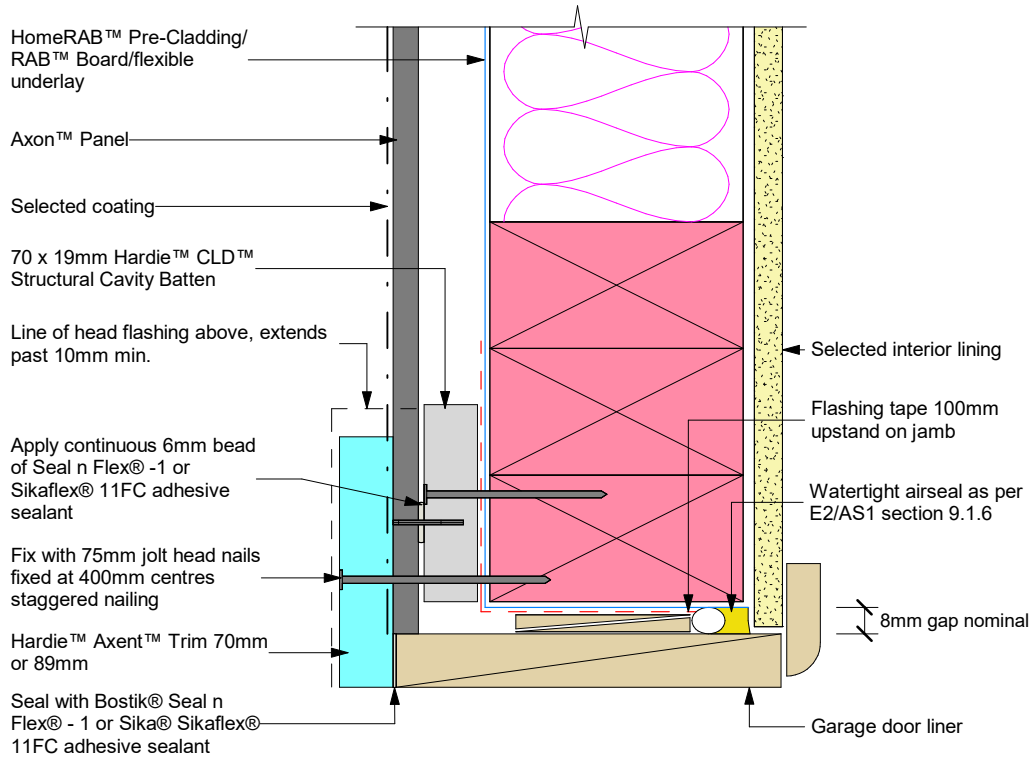 HomeRAB™ Pre-Cladding/
RAB™ Board/flexible
underlay
Axon™ Panel
Selected coating
70 x 19mm Hardie™ CLD™
Structural Cavity Batten
Line of head flashing above, extends
past 10mm min.
Apply continuous 6mm bead
of Seal n Flex® -1 or
Sikaflex® 11FC adhesive
sealant
Fix with 75mm jolt head nails
fixed at 400mm centres
staggered nailing
Hardie™ Axent™ Trim 70mm
or 89mm
Seal with Bostik® Seal n
Flex® - 1 or Sika® Sikaflex®
11FC adhesive sealant
Selected interior lining
Flashing tape 100mm
upstand on jamb
Watertight airseal as per
E2/AS1 section 9.1.6
8mm gap nominal
Garage door liner